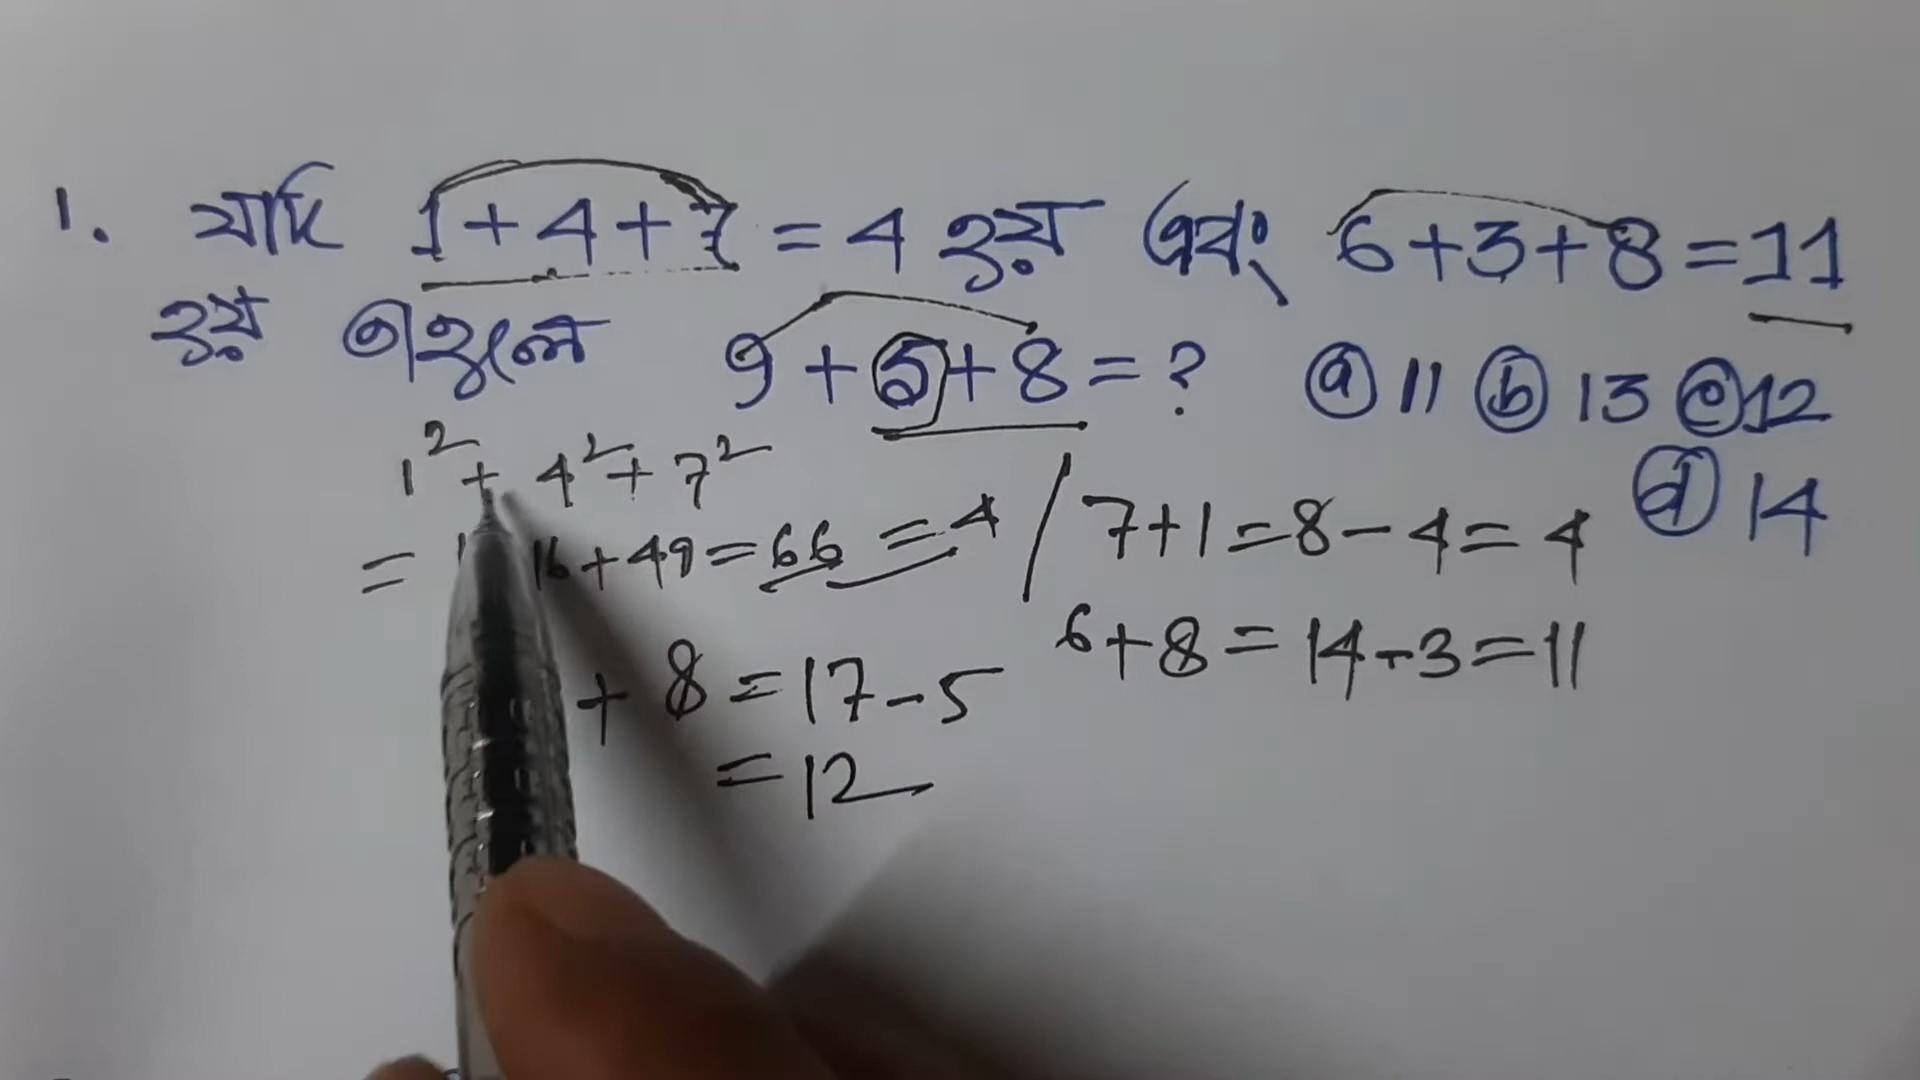 1. যদি 1+4+7 = 4 হয় এবং 6+3+8 = 11
হয় তাহলে 9 + 5 + 8 = ? ⓐ 11 ⓑ 13 ⓒ 12
ⓓ 14
1² + 4² + 7²
= 16 + 49 = 66 = 4 / 7+1 = 8 - 4 = 4
6+8 = 14 - 3 = 11
+ 8 = 17 - 5
= 12